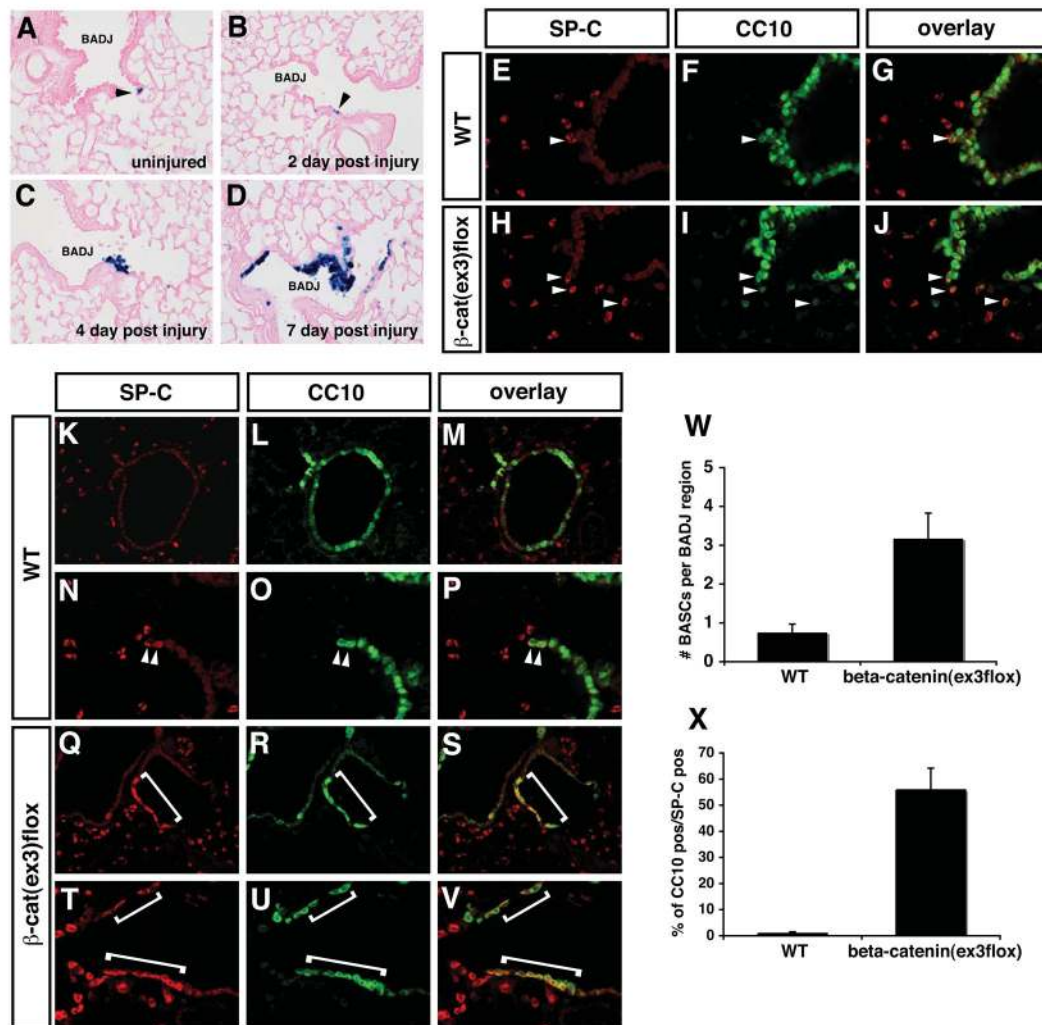 A
BADJ
uninjured
B
BADJ
2 day post injury
C
BADJ
4 day post injury
D
BADJ
7 day post injury
SP-C
CC10
overlay
WT
E
F
G
β-cat(ex3)flox
H
I
J
SP-C
CC10
overlay
WT
K
L
M
N
O
P
β-cat(ex3)flox
Q
R
S
T
U
V
W
# BASCs per BADJ region
5
4
3
2
1
0
WT
beta-catenin(ex3flox)
X
% of CC10 pos/SP-C pos
70
60
50
40
30
20
10
0
WT
beta-catenin(ex3flox)